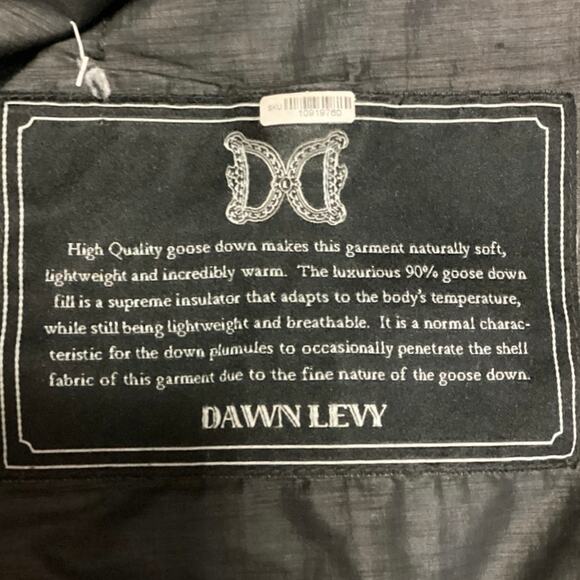 SKU
10919760
High Quality goose down makes this garment naturally soft,
lightweight and incredibly warm. The luxurious 90% goose down
fill is a supreme insulator that adapts to the body's temperature,
while still being lightweight and breathable. It is a normal charac-
teristic for the down plumules to occasionally penetrate the shell
fabric of this garment due to the fine nature of the goose down.
DAWN LEVY